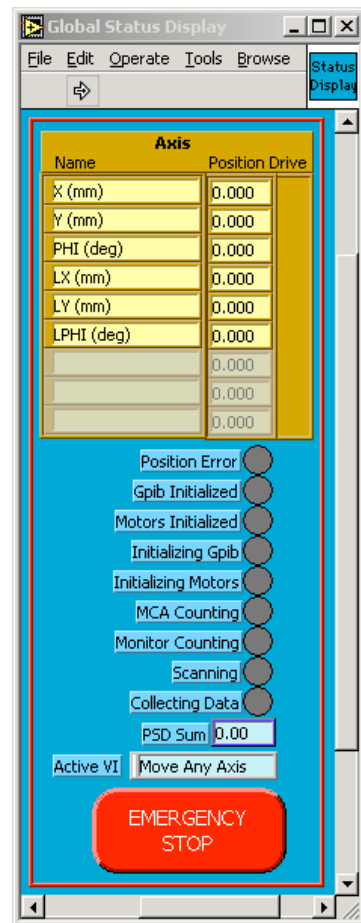 Global Status Display
File Edit Operate Tools Browse
Status
Display
Axis
Name Position Drive
X (mm) 0.000
Y (mm) 0.000
PHI (deg) 0.000
LX (mm) 0.000
LY (mm) 0.000
LPHI (deg) 0.000
0.000
0.000
0.000
Position Error
Gpib Initialized
Motors Initialized
Initializing Gpib
Initializing Motors
MCA Counting
Monitor Counting
Scanning
Collecting Data
PSD Sum 0.00
Active VI Move Any Axis
EMERGENCY
STOP